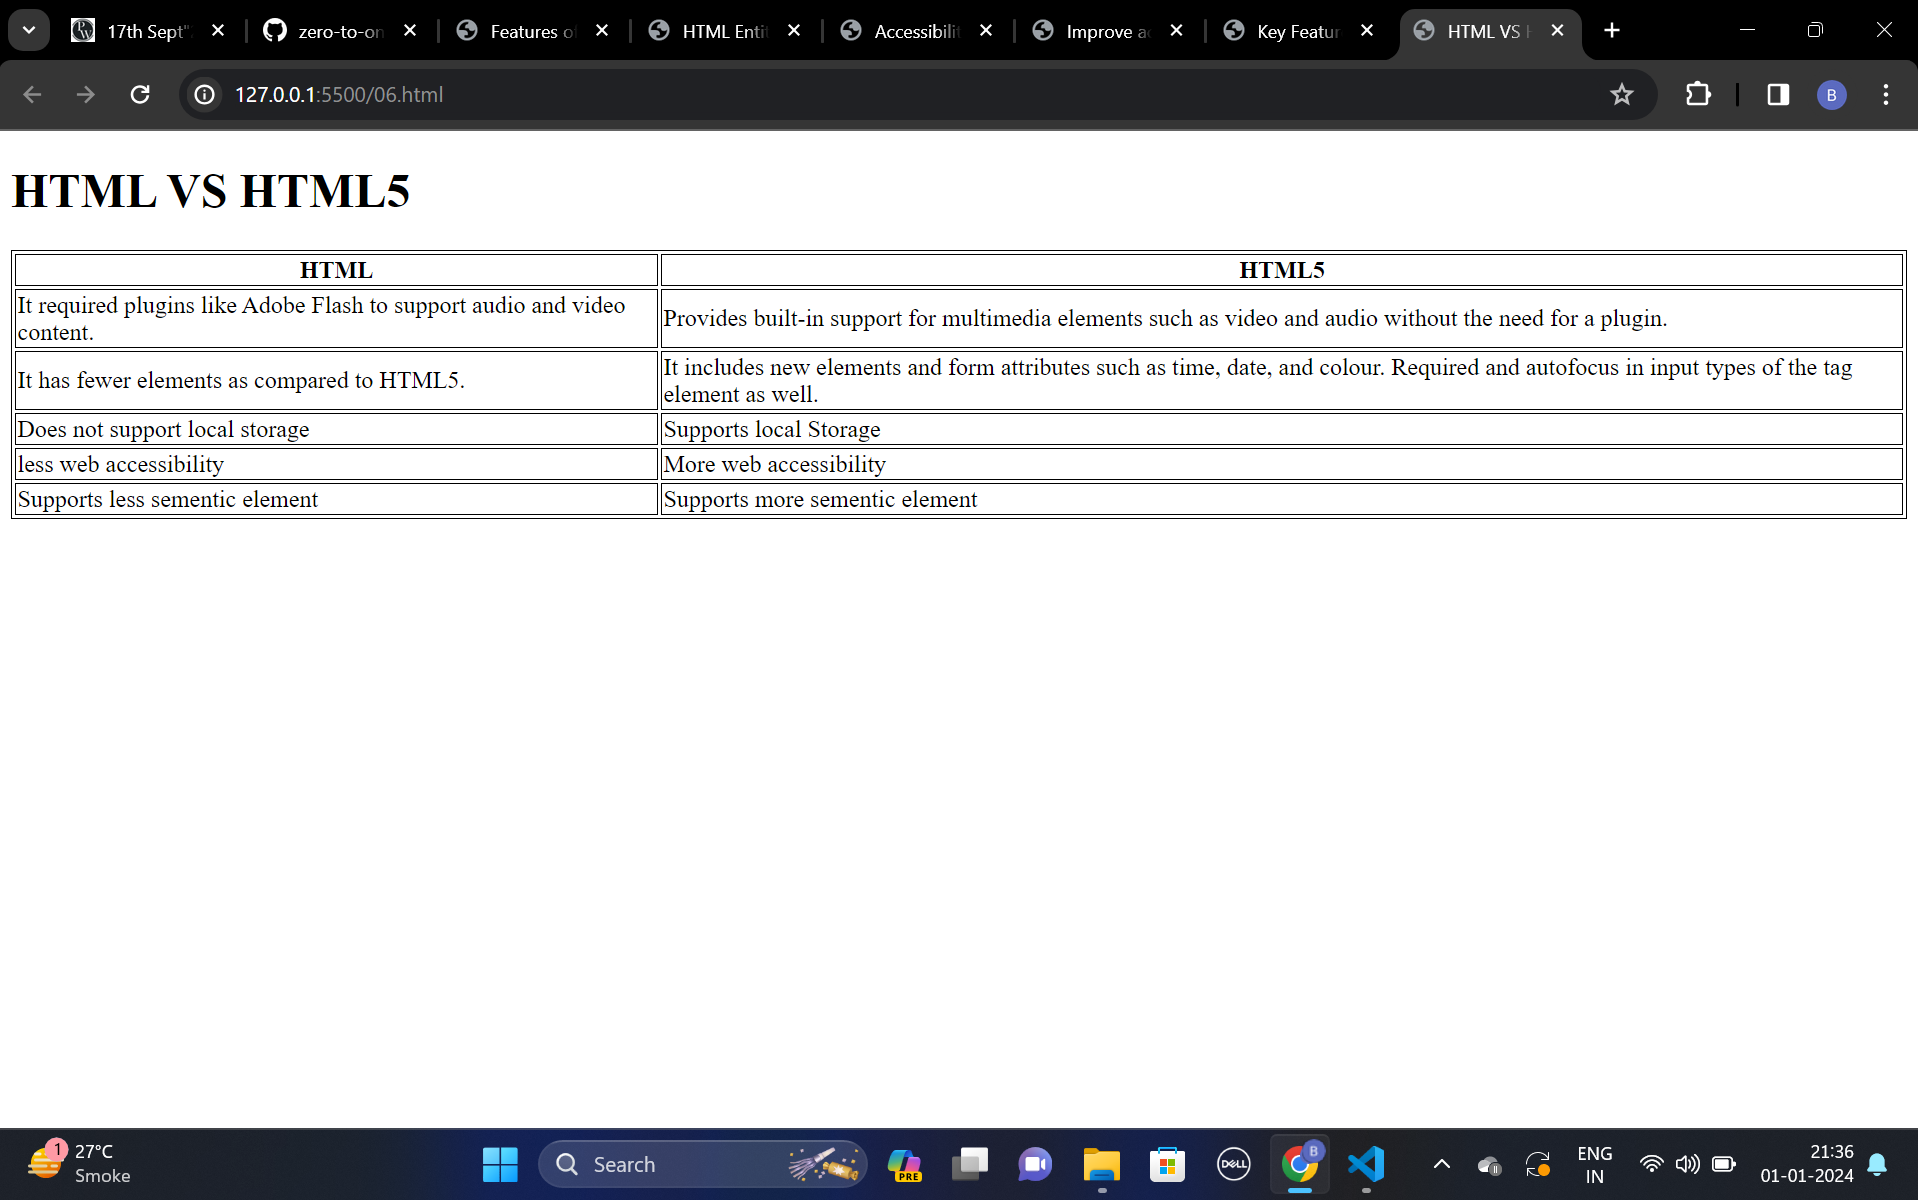 17th Sept"
zero-to-on
Features of
HTML Enti
Accessibilit
Improve ac
Key Featur
HTML VS H
127.0.0.1:5500/06.html
B
HTML VS HTML5
HTML
HTML5
It required plugins like Adobe Flash to support audio and video
content.
Provides built-in support for multimedia elements such as video and audio without the need for a plugin.
It has fewer elements as compared to HTML5.
It includes new elements and form attributes such as time, date, and colour. Required and autofocus in input types of the tag
element as well.
Does not support local storage
Supports local Storage
less web accessibility
More web accessibility
Supports less sementic element
Supports more sementic element
1
27°C
Smoke
Search
PRE
DELL
B
ENG
IN
21:36
01-01-2024